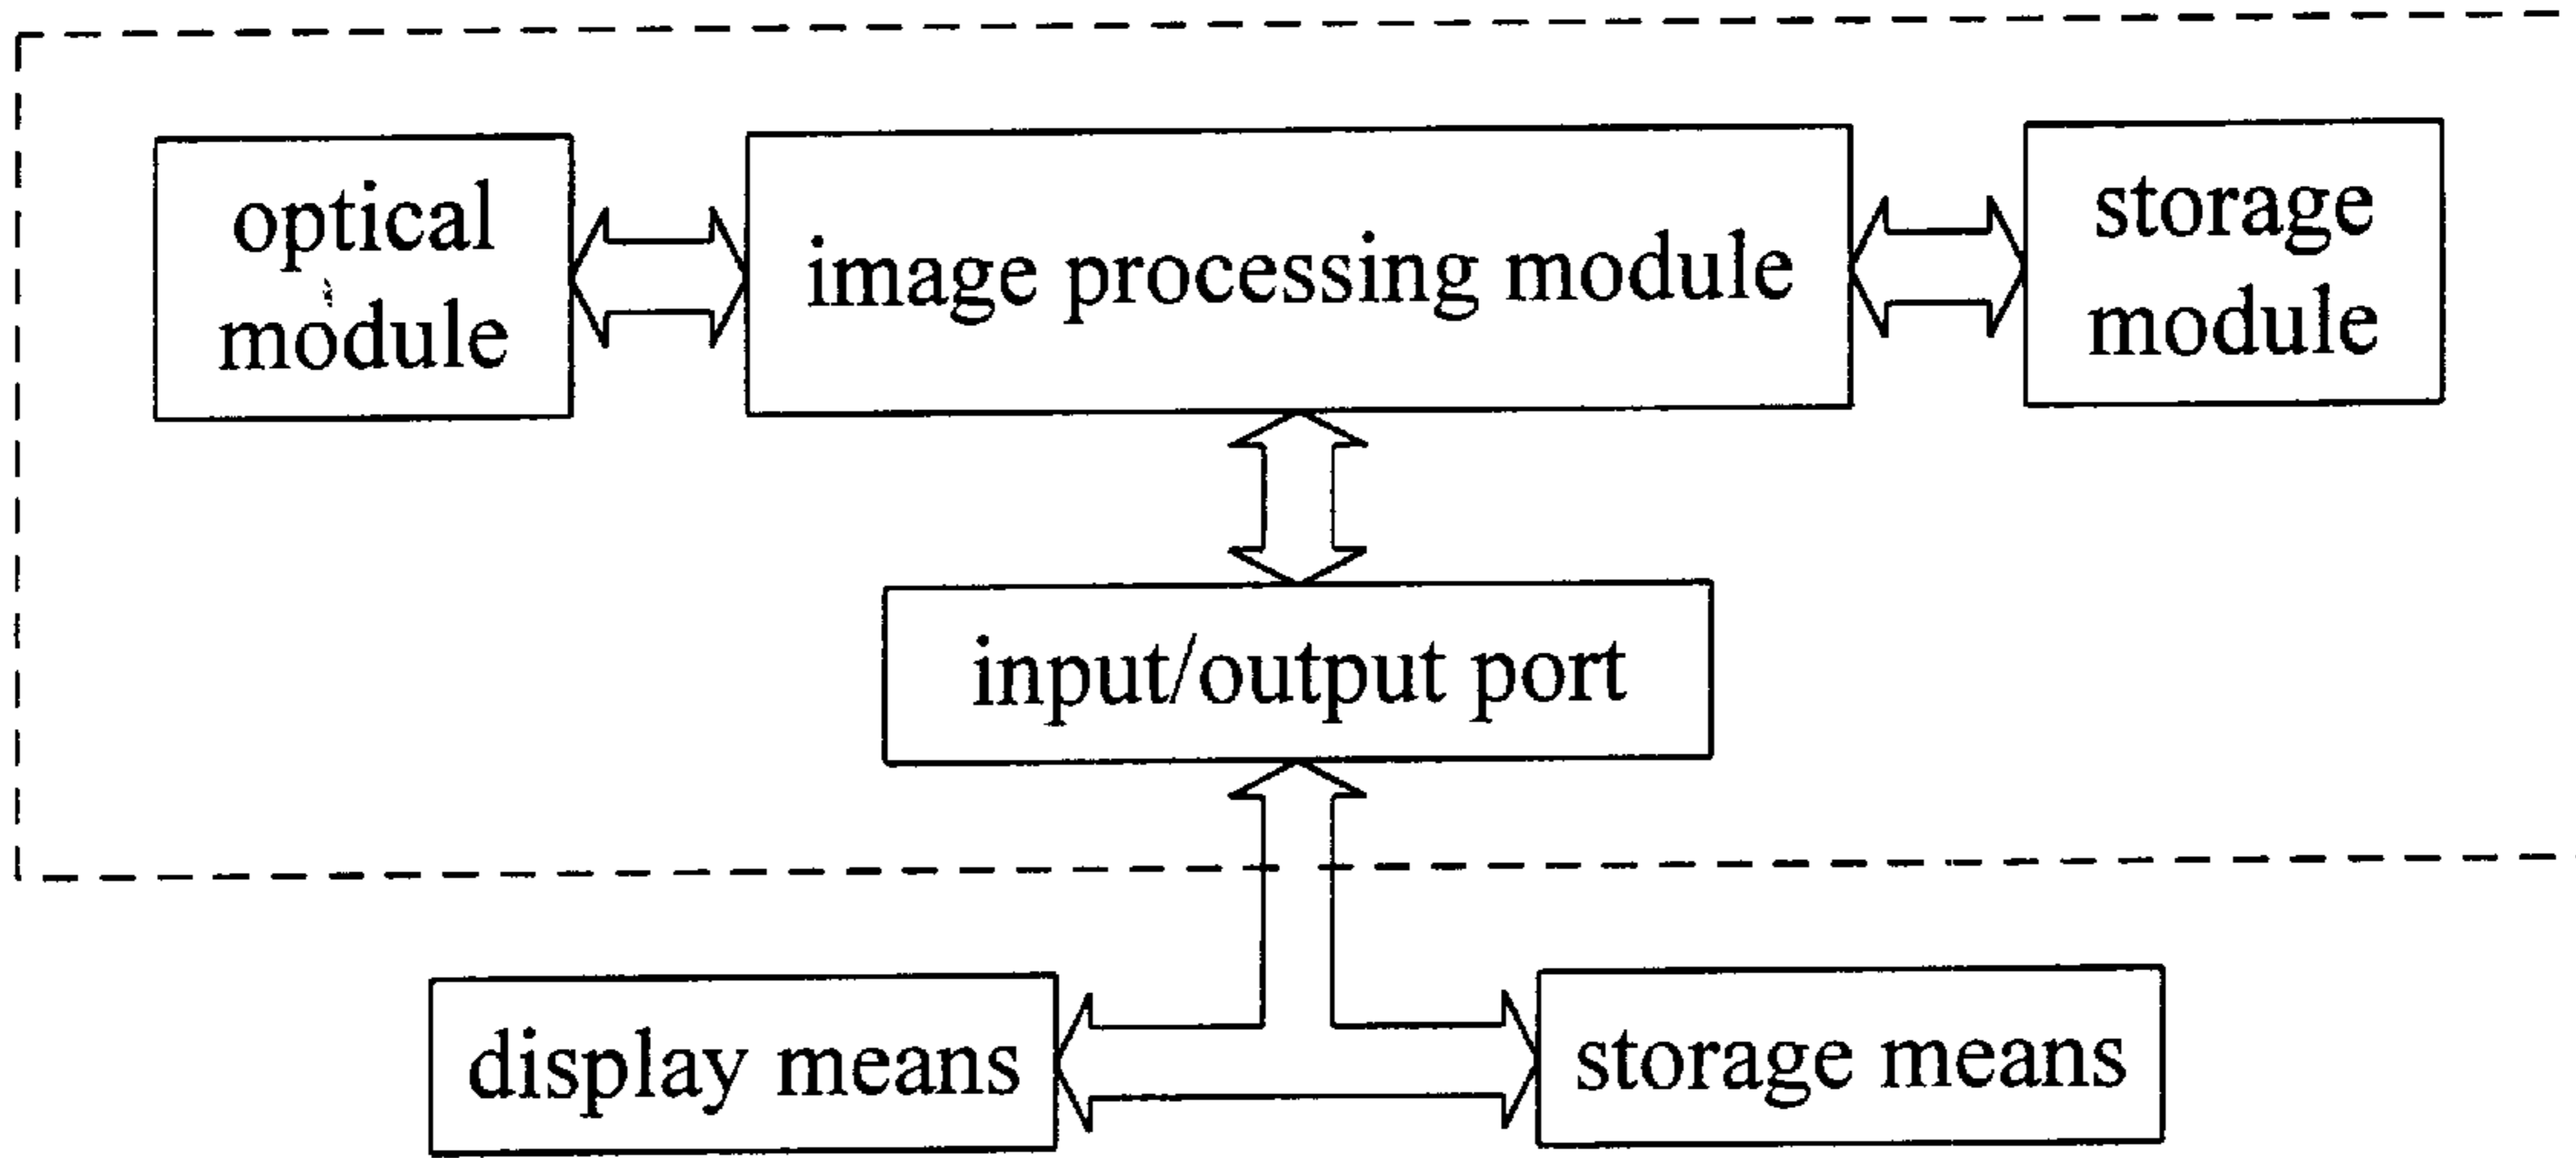 optical
module
image processing module
storage
module
input/output port
display means
storage means